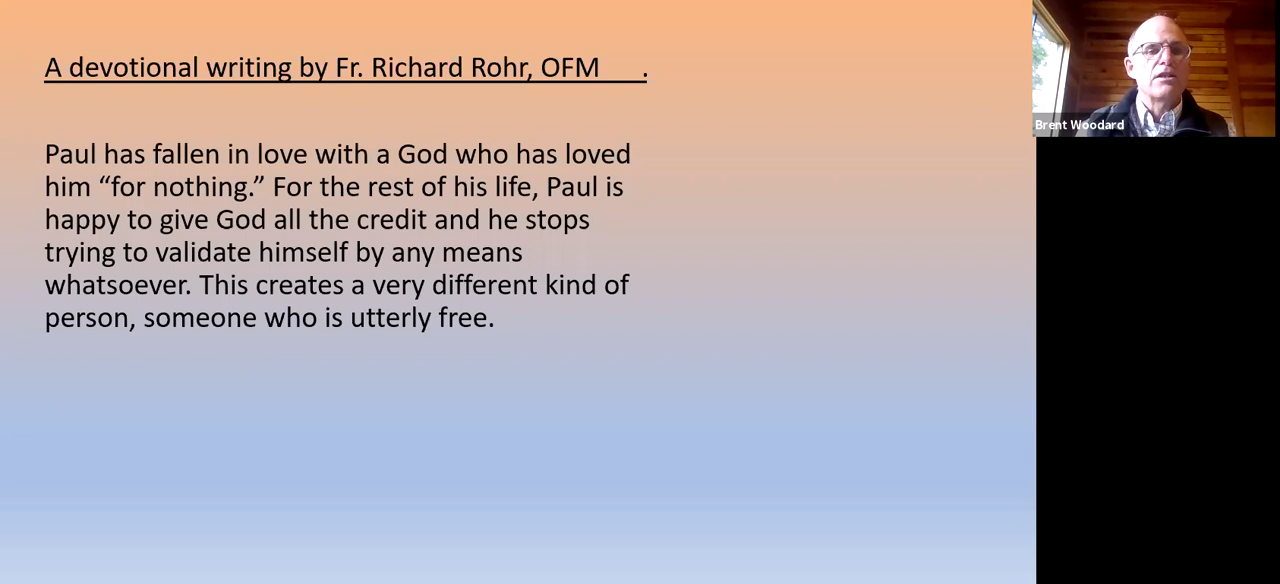 A devotional writing by Fr. Richard Rohr, OFM .
Paul has fallen in love with a God who has loved
him “for nothing.” For the rest of his life, Paul is
happy to give God all the credit and he stops
trying to validate himself by any means
whatsoever. This creates a very different kind of
person, someone who is utterly free.
Brent Woodard